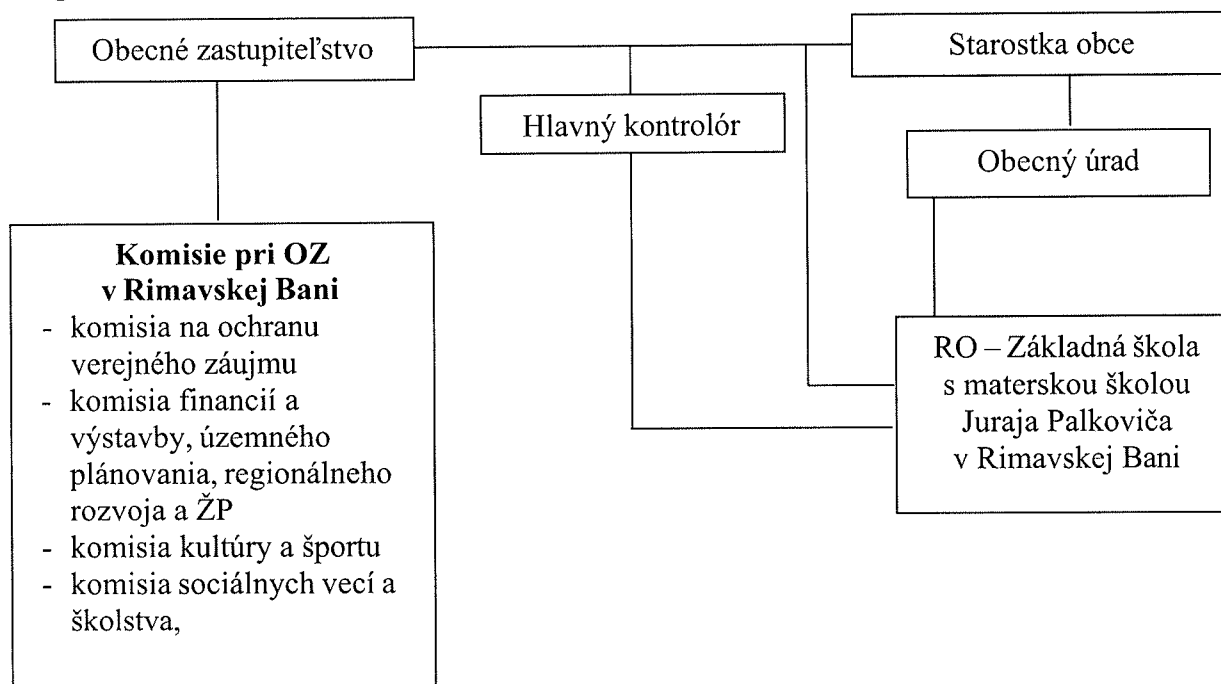 Obecné zastupiteľstvo
Starostka obce
Hlavný kontrolór
Obecný úrad
Komisie pri OZ
v Rimavskej Bani
- komisia na ochranu
verejného záujmu
- komisia financií a
výstavby, územného
plánovania, regionálneho
rozvoja a ŽP
- komisia kultúry a športu
- komisia sociálnych vecí a
školstva,
RO – Základná škola
s materskou školou
Juraja Palkoviča
v Rimavskej Bani